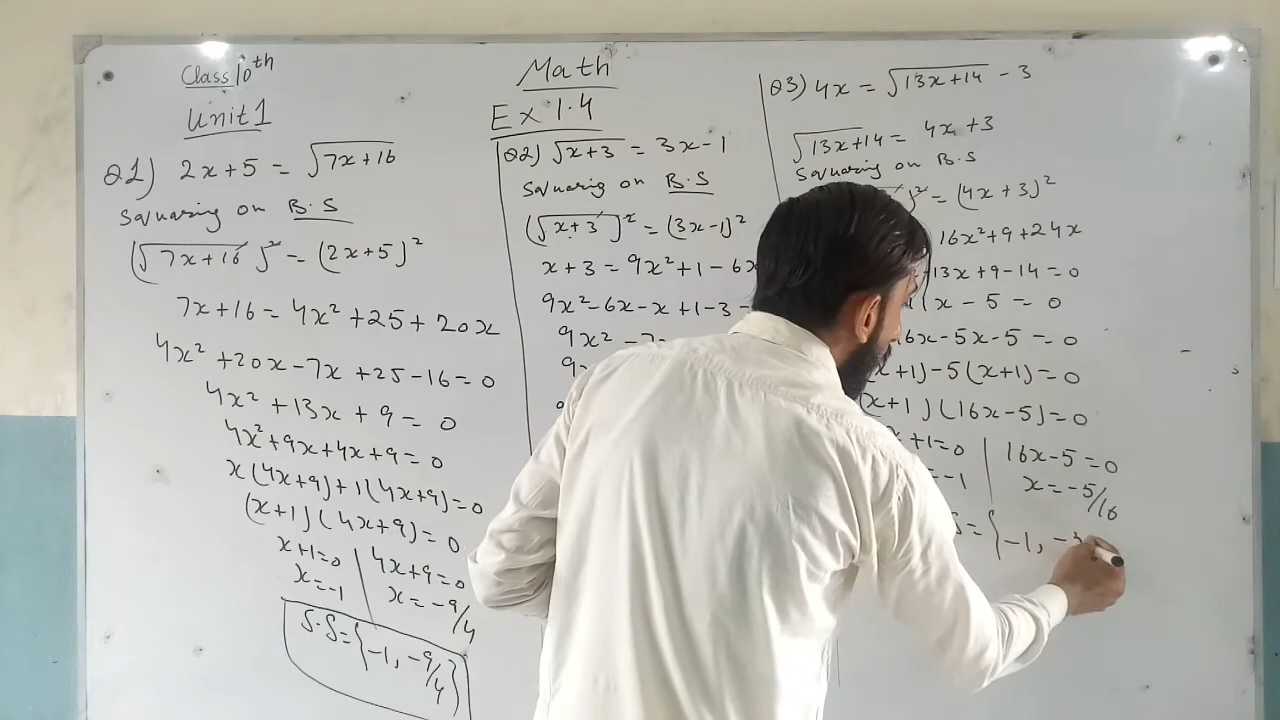 Class 10th
Unit 1
Math
Ex 1.4
Q1) 2x+5 = √7x+16
Squaring on B.S
(√7x+16)² = (2x+5)²
7x+16 = 4x²+25+20x
4x²+20x-7x+25-16=0
4x²+13x+9=0
4x²+9x+4x+9=0
x(4x+9)+1(4x+9)=0
(x+1)(4x+9)=0
x+1=0 | 4x+9=0
x=-1 | x=-9/4
S.S={-1, -9/4}
Q2) √x+3 = 3x-1
Squaring on B.S
(√x+3)² = (3x-1)²
x+3 = 9x²+1-6x
9x²-6x-x+1-3
9x²-7
Q3) 4x = √13x+14 - 3
√13x+14 = 4x+3
Squaring on B.S
)² = (4x+3)²
16x²+9+24x
13x+9-14=0
x-5=0
16x-5x-5=0
x+1)-5(x+1)=0
(x+1)(16x-5)=0
+1=0 | 16x-5=0
-1 | x=-5/16
S={-1, -